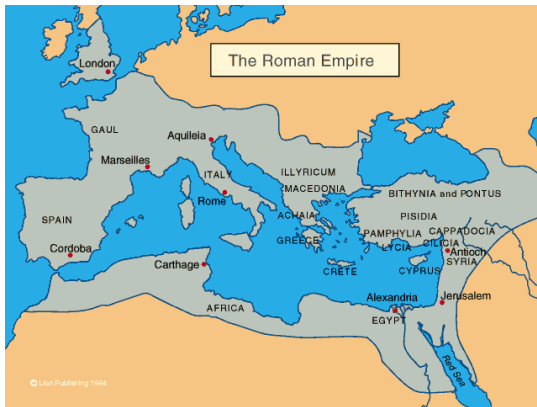 The Roman Empire
London
GAUL
Aquileia
Marseilles
ITALY
ILLYRICUM
MACEDONIA
Rome
BITHYNIA and PONTUS
SPAIN
ACHAIA
PISIDIA
GREECE
PAMPHYLIA
CAPPADOCIA
Cordoba
LYCIA
CILICIA
Antioch
Carthage
SYRIA
CRETE
CYPRUS
Alexandria
Jerusalem
AFRICA
EGYPT
Red Sea
© Lion Publishing 1994